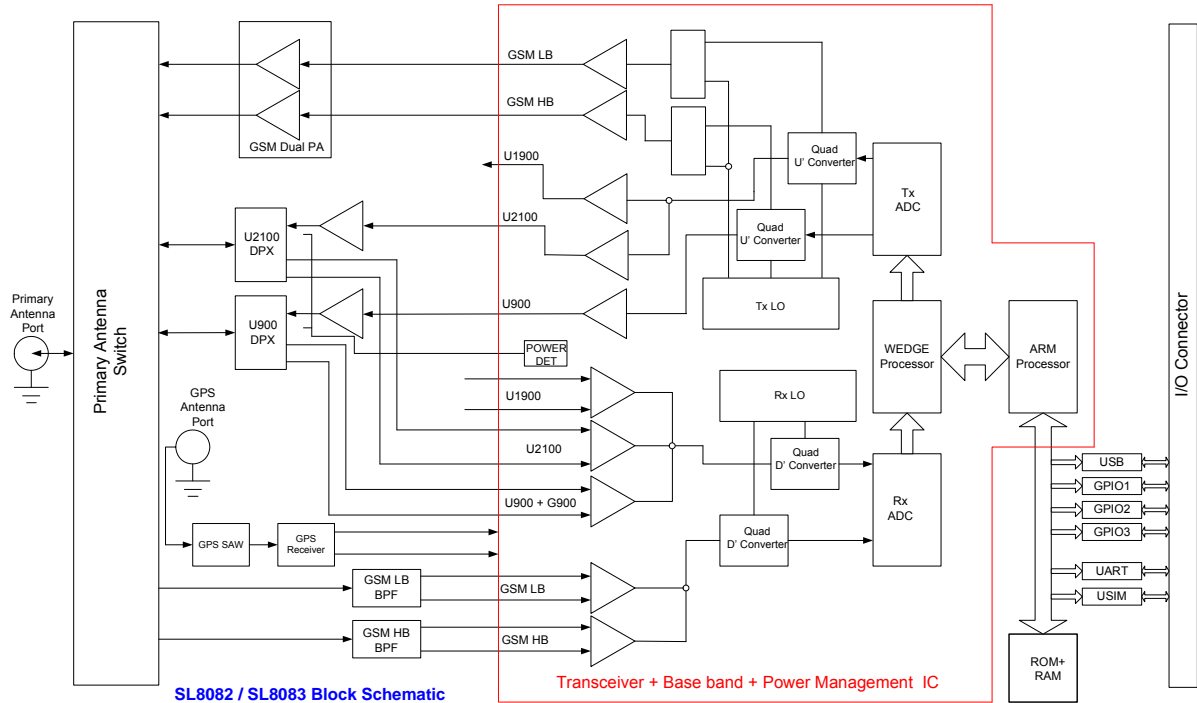 Primary Antenna
Switch
GSM Dual PA
GSM LB
GSM HB
U1900
U2100
U900
Quad
U' Converter
Quad
U' Converter
Tx
ADC
Tx LO
U2100
DPX
U900
DPX
Primary
Antenna
Port
GPS
Antenna
Port
POWER
DET
WEDGE
Processor
ARM
Processor
I/O Connector
U1900
U2100
U900 + G900
Rx LO
Quad
D' Converter
Quad
D' Converter
Rx
ADC
GPS SAW
GPS
Receiver
GSM LB
BPF
GSM LB
GSM HB
BPF
GSM HB
USB
GPIO1
GPIO2
GPIO3
UART
USIM
ROM+
RAM
SL8082 / SL8083 Block Schematic
Transceiver + Base band + Power Management IC